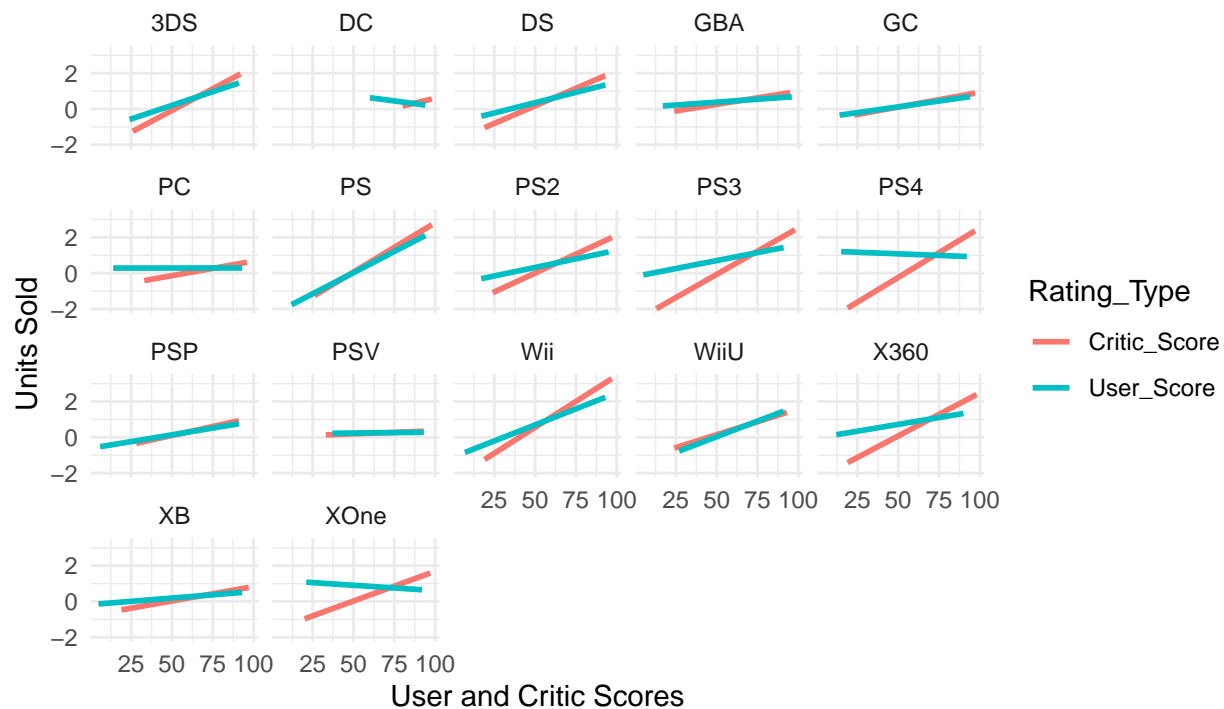 3DS DC DS GBA GC
2
0
−2
PC PS PS2 PS3 PS4
2
0
−2
PSP PSV Wii WiiU X360
2
0
−2
25 50 75 100 25 50 75 100 25 50 75 100
XB XOne
2
0
−2
25 50 75 100 25 50 75 100
User and Critic Scores
Units Sold
Rating_Type
Critic_Score
User_Score